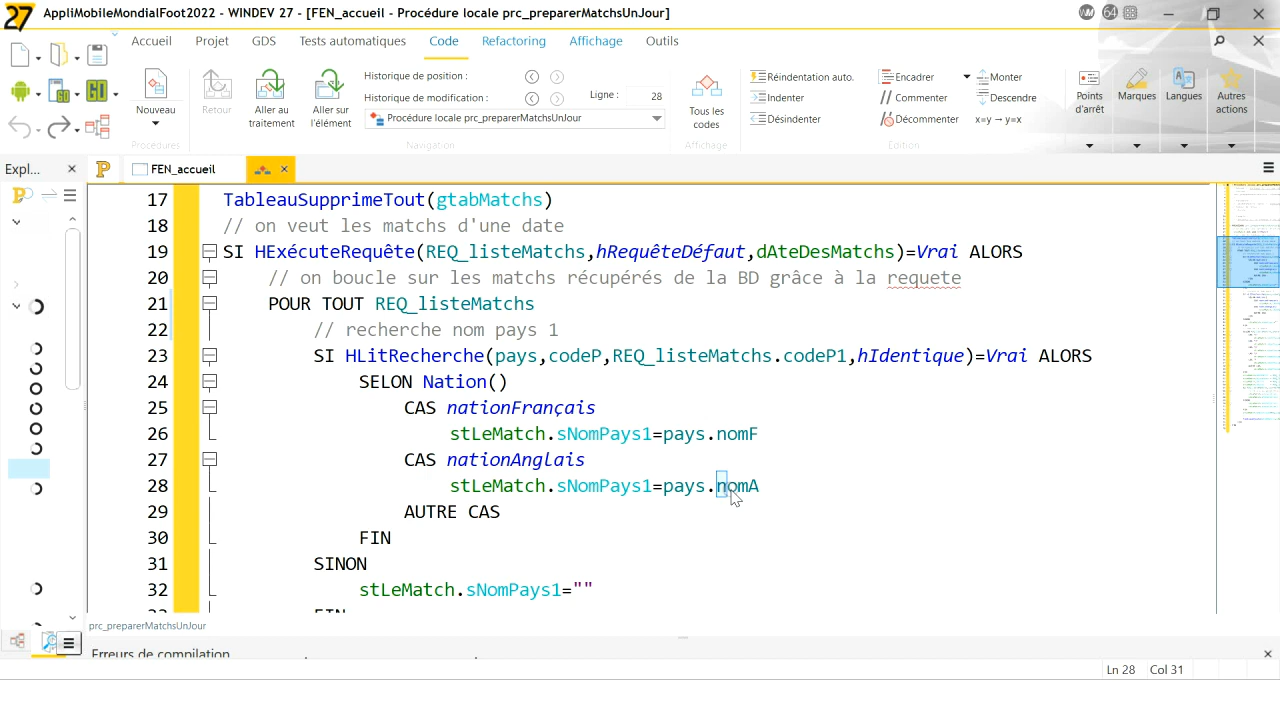 27 AppliMobileMondialFoot2022 - WINDEV 27 - [FEN_accueil - Procédure locale prc_preparerMatchsUnJour] 64
Accueil Projet GDS Tests automatiques Code Refactoring Affichage Outils
Nouveau
Procédures
Retour
Aller au traitement
Aller sur l'élément
Historique de position :
Historique de modification :
Ligne : 28
Procédure locale prc_preparerMatchsUnJour
Navigation
Tous les codes
Affichage
Réindentation auto.
Indenter
Désindenter
Encadrer
Commenter
Décommenter
Monter
Descendre
x=y → y=x
Edition
Points d'arrêt
Marques
Langues
Autres actions
Expl...
FEN_accueil
17 TableauSupprimeTout(gtabMatchs)
18 // on veut les matchs d'une date
19 SI HExécuteRequête(REQ_listeMatchs,hRequêteDéfaut,dAteDesMatchs)=Vrai ALORS
20 // on boucle sur les matchs récupérés de la BD grâce à la requete
21 POUR TOUT REQ_listeMatchs
22 // recherche nom pays 1
23 SI HLitRecherche(pays,codeP,REQ_listeMatchs.codeP1,hIdentique)=Vrai ALORS
24 SELON Nation()
25 CAS nationFrançais
26 stLeMatch.sNomPays1=pays.nomF
27 CAS nationAnglais
28 stLeMatch.sNomPays1=pays.nomA
29 AUTRE CAS
30 FIN
31 SINON
32 stLeMatch.sNomPays1=""
33 FIN
prc_preparerMatchsUnJour
Erreurs de compilation
Ln 28 Col 31